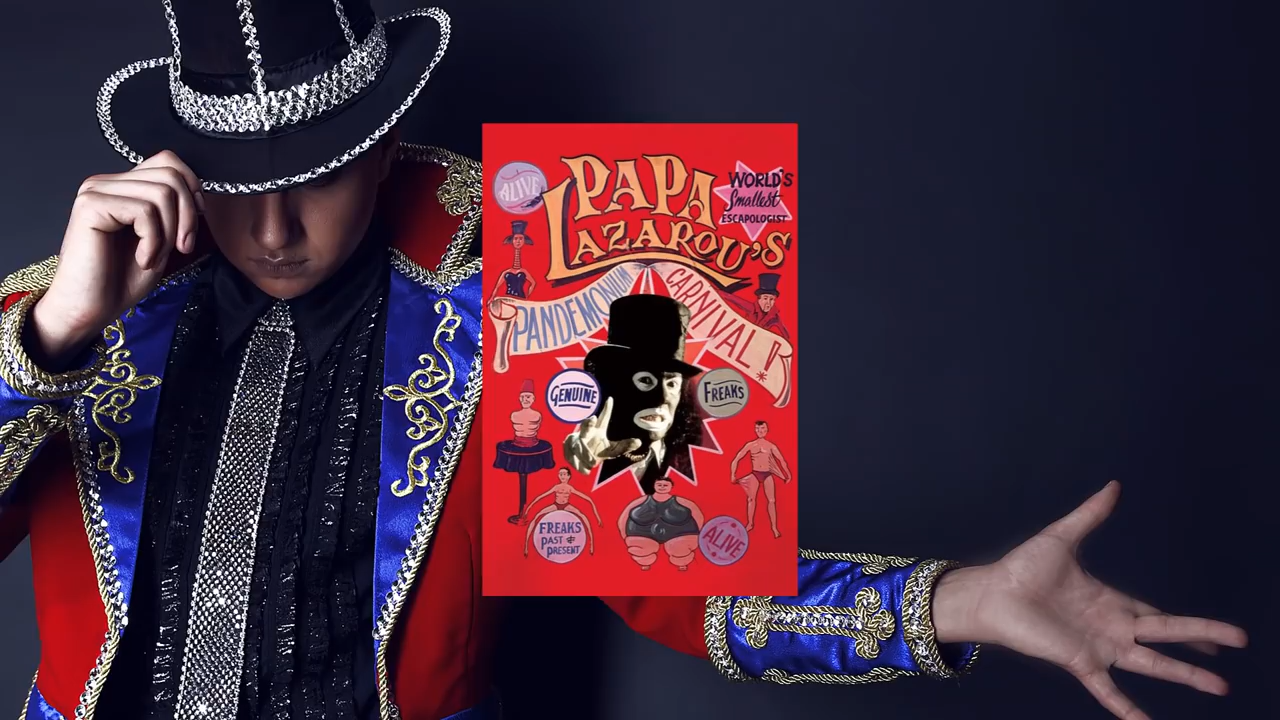 ALIVE
PAPA
LAZAROU'S
WORLD'S
Smallest
ESCAPOLOGIST
PANDEMONIUM
CARNIVAL!
GENUINE
FREAKS
FREAKS
PAST &
PRESENT
ALIVE